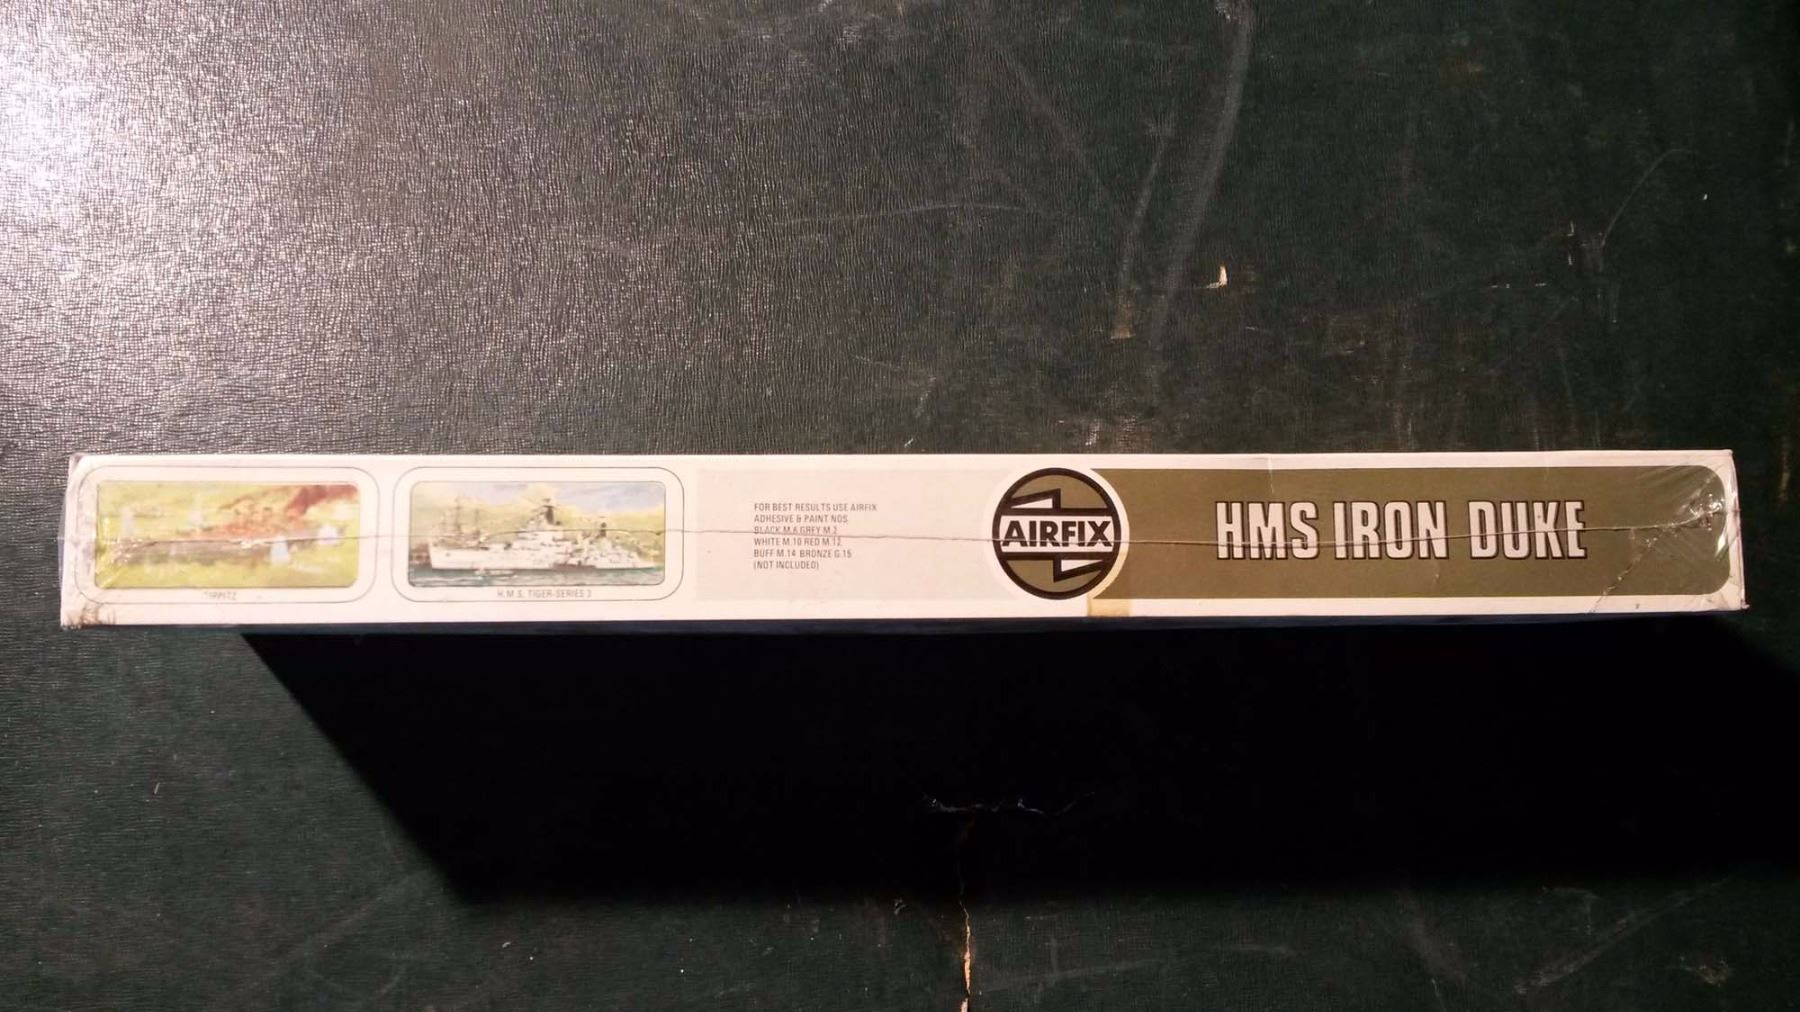 TIRPITZ
H.M.S. TIGER-SERIES 3
FOR BEST RESULTS USE AIRFIX
ADHESIVE & PAINT NOS.
BLACK M.6 GREY M.2
WHITE M.10 RED M.12
BUFF M.14 BRONZE G.15
(NOT INCLUDED)
AIRFIX
HMS IRON DUKE